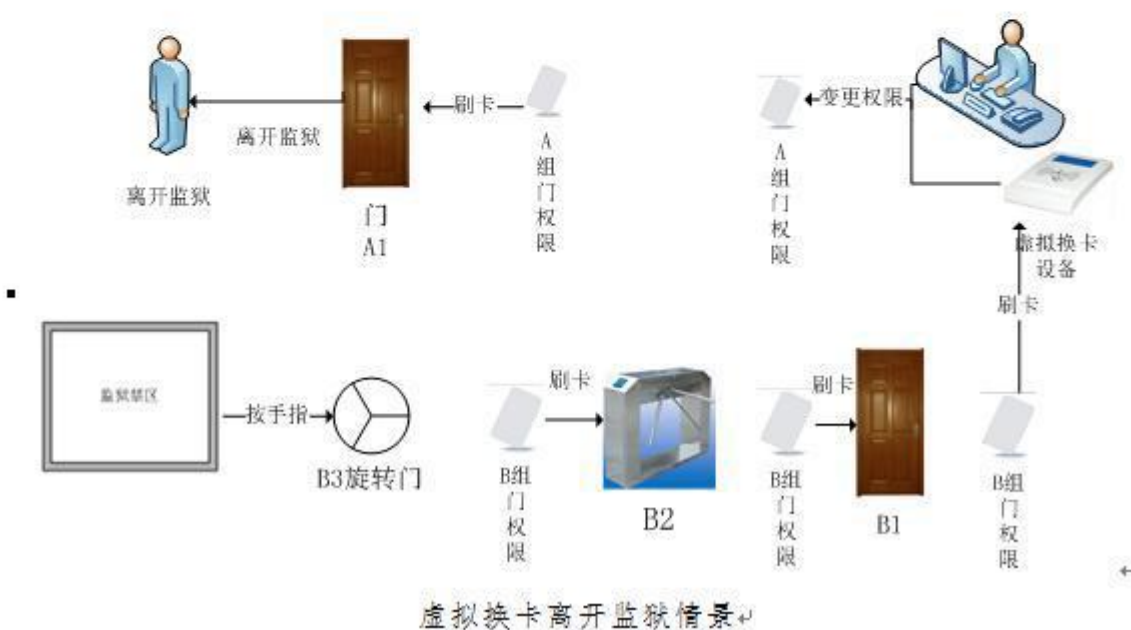 刷卡
变更权限
离开监狱
离开监狱
A组门权限
A组门权限
门
A1
虚拟换卡
设备
刷卡
监狱禁区
按手指
刷卡
刷卡
B3旋转门
B组门权限
B2
B组门权限
B1
B组门权限
虚拟换卡离开监狱情景